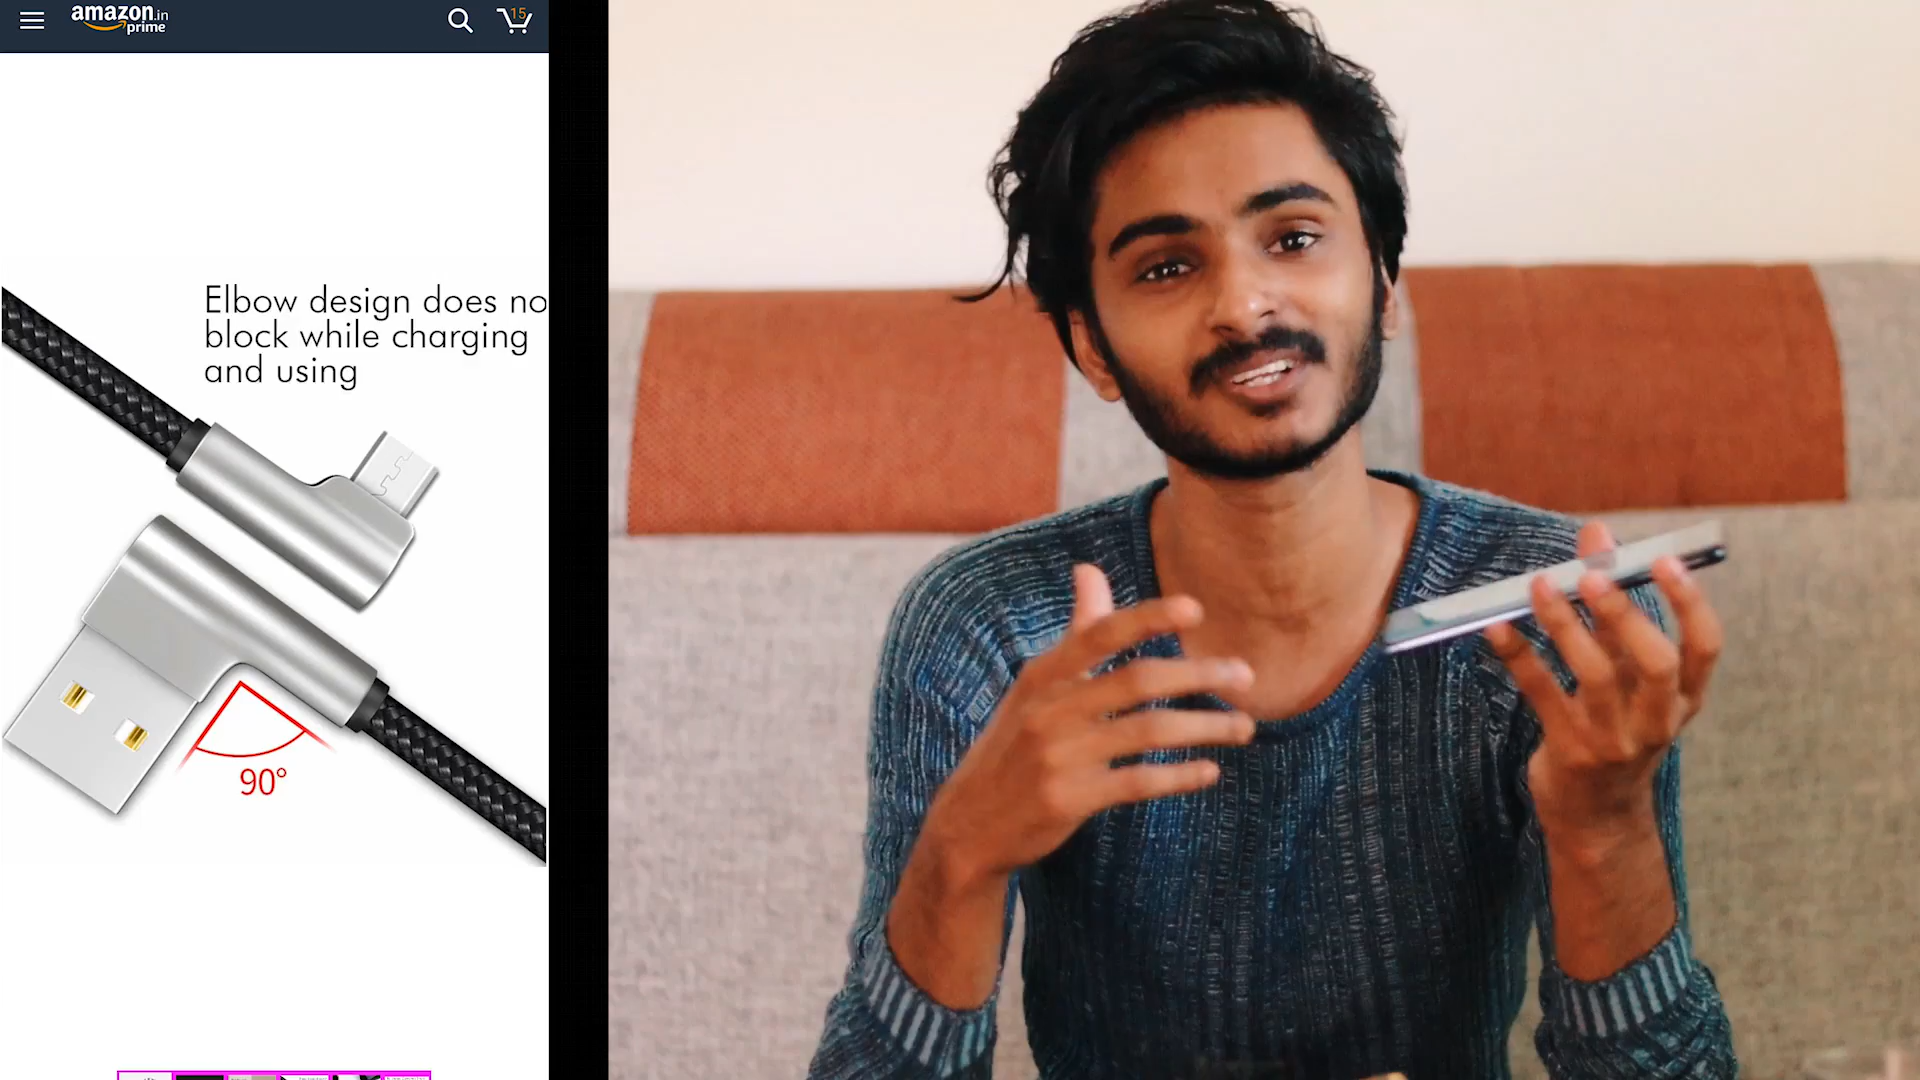 amazon.in
prime
15
Elbow design does no
block while charging
and using
90°